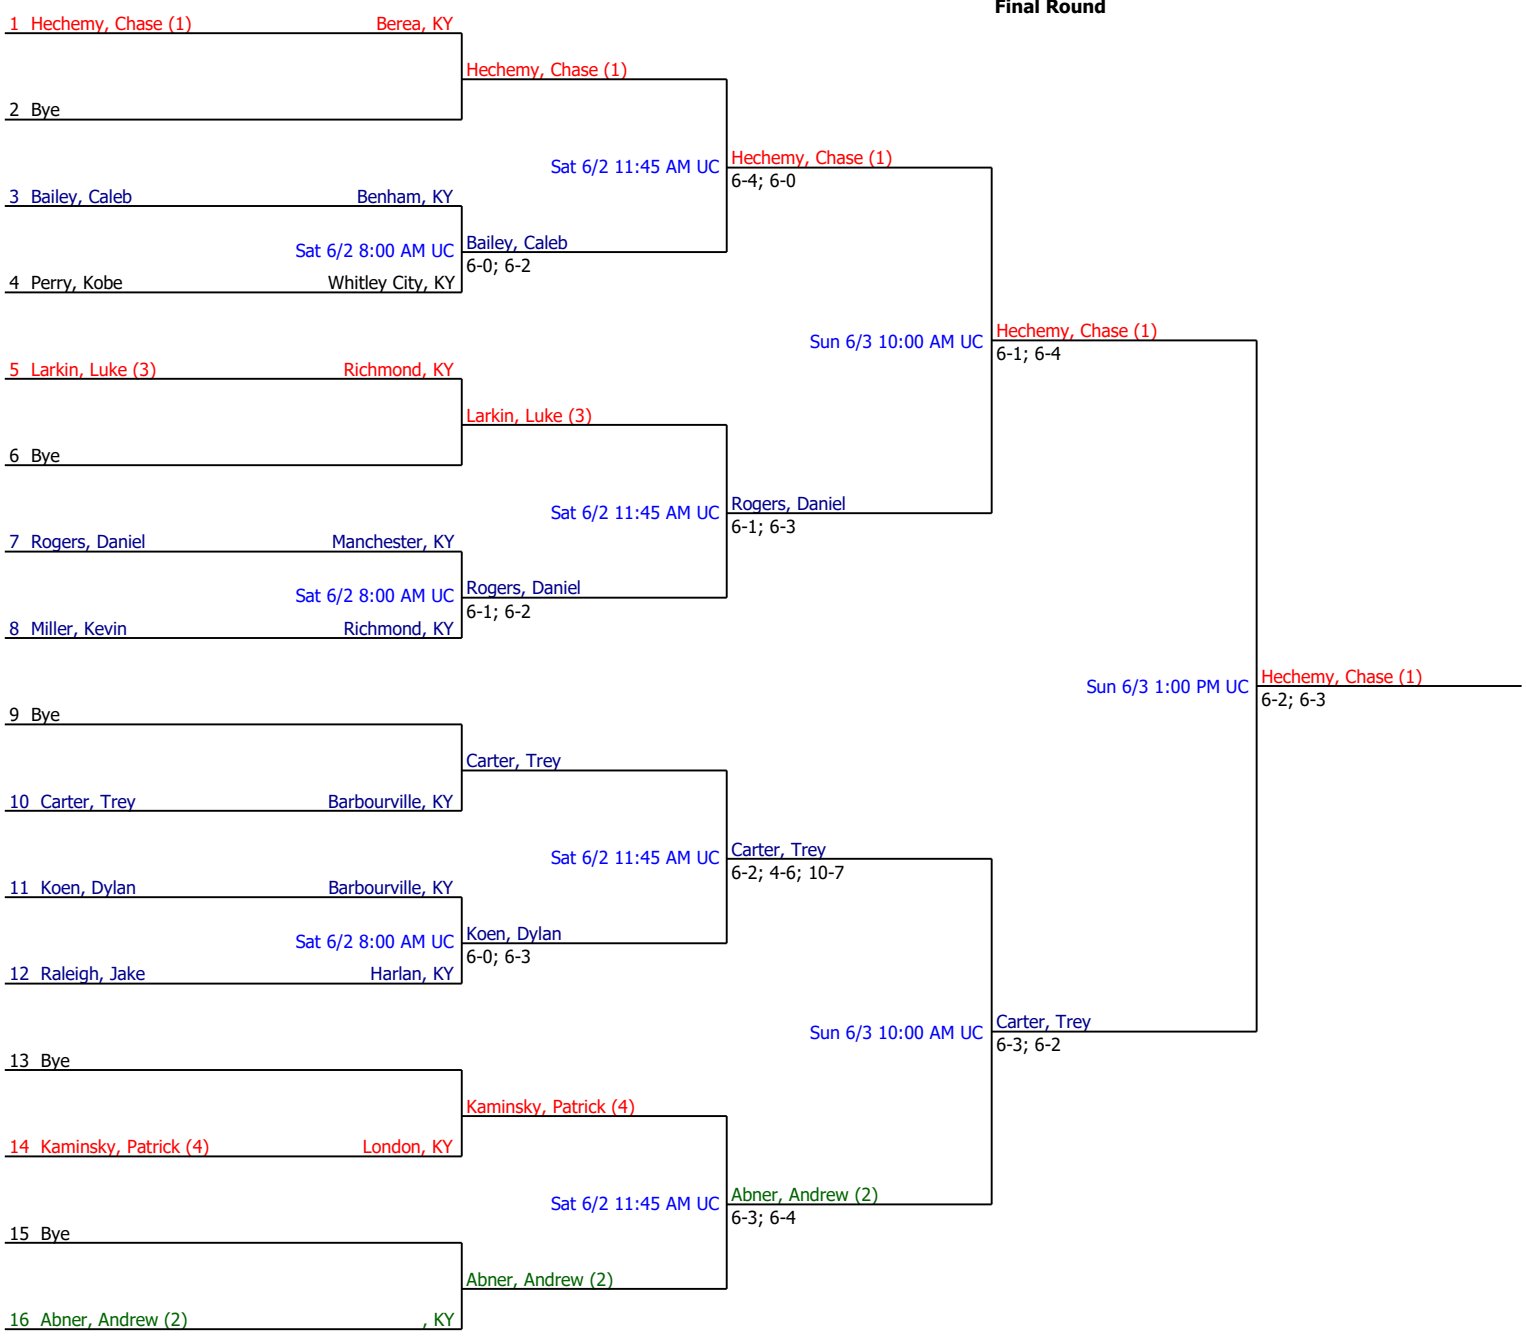 Final Round
1 Hechemy, Chase (1) Berea, KY
Hechemy, Chase (1)
2 Bye
Sat 6/2 11:45 AM UC
Hechemy, Chase (1)
6-4; 6-0
3 Bailey, Caleb Benham, KY
Sat 6/2 8:00 AM UC
Bailey, Caleb
6-0; 6-2
4 Perry, Kobe Whitley City, KY
Sun 6/3 10:00 AM UC
Hechemy, Chase (1)
6-1; 6-4
5 Larkin, Luke (3) Richmond, KY
Larkin, Luke (3)
6 Bye
Sat 6/2 11:45 AM UC
Rogers, Daniel
6-1; 6-3
7 Rogers, Daniel Manchester, KY
Sat 6/2 8:00 AM UC
Rogers, Daniel
6-1; 6-2
8 Miller, Kevin Richmond, KY
Sun 6/3 1:00 PM UC
Hechemy, Chase (1)
6-2; 6-3
9 Bye
Carter, Trey
10 Carter, Trey Barbourville, KY
Sat 6/2 11:45 AM UC
Carter, Trey
6-2; 4-6; 10-7
11 Koen, Dylan Barbourville, KY
Sat 6/2 8:00 AM UC
Koen, Dylan
6-0; 6-3
12 Raleigh, Jake Harlan, KY
Sun 6/3 10:00 AM UC
Carter, Trey
6-3; 6-2
13 Bye
Kaminsky, Patrick (4)
14 Kaminsky, Patrick (4) London, KY
Sat 6/2 11:45 AM UC
Abner, Andrew (2)
6-3; 6-4
15 Bye
Abner, Andrew (2)
16 Abner, Andrew (2) , KY